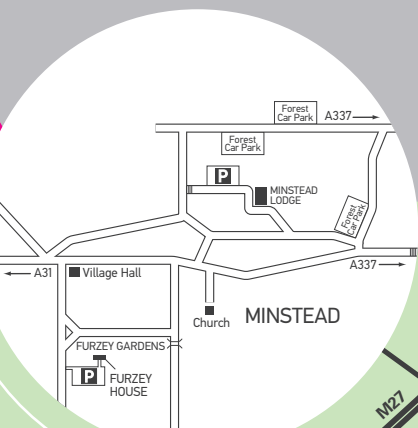 Forest
Car Park
A337
Forest
Car Park
P
MINSTEAD
LODGE
Forest
Car Park
A31
Village Hall
A337
Church
MINSTEAD
FURZEY GARDENS
P
FURZEY
HOUSE
M27